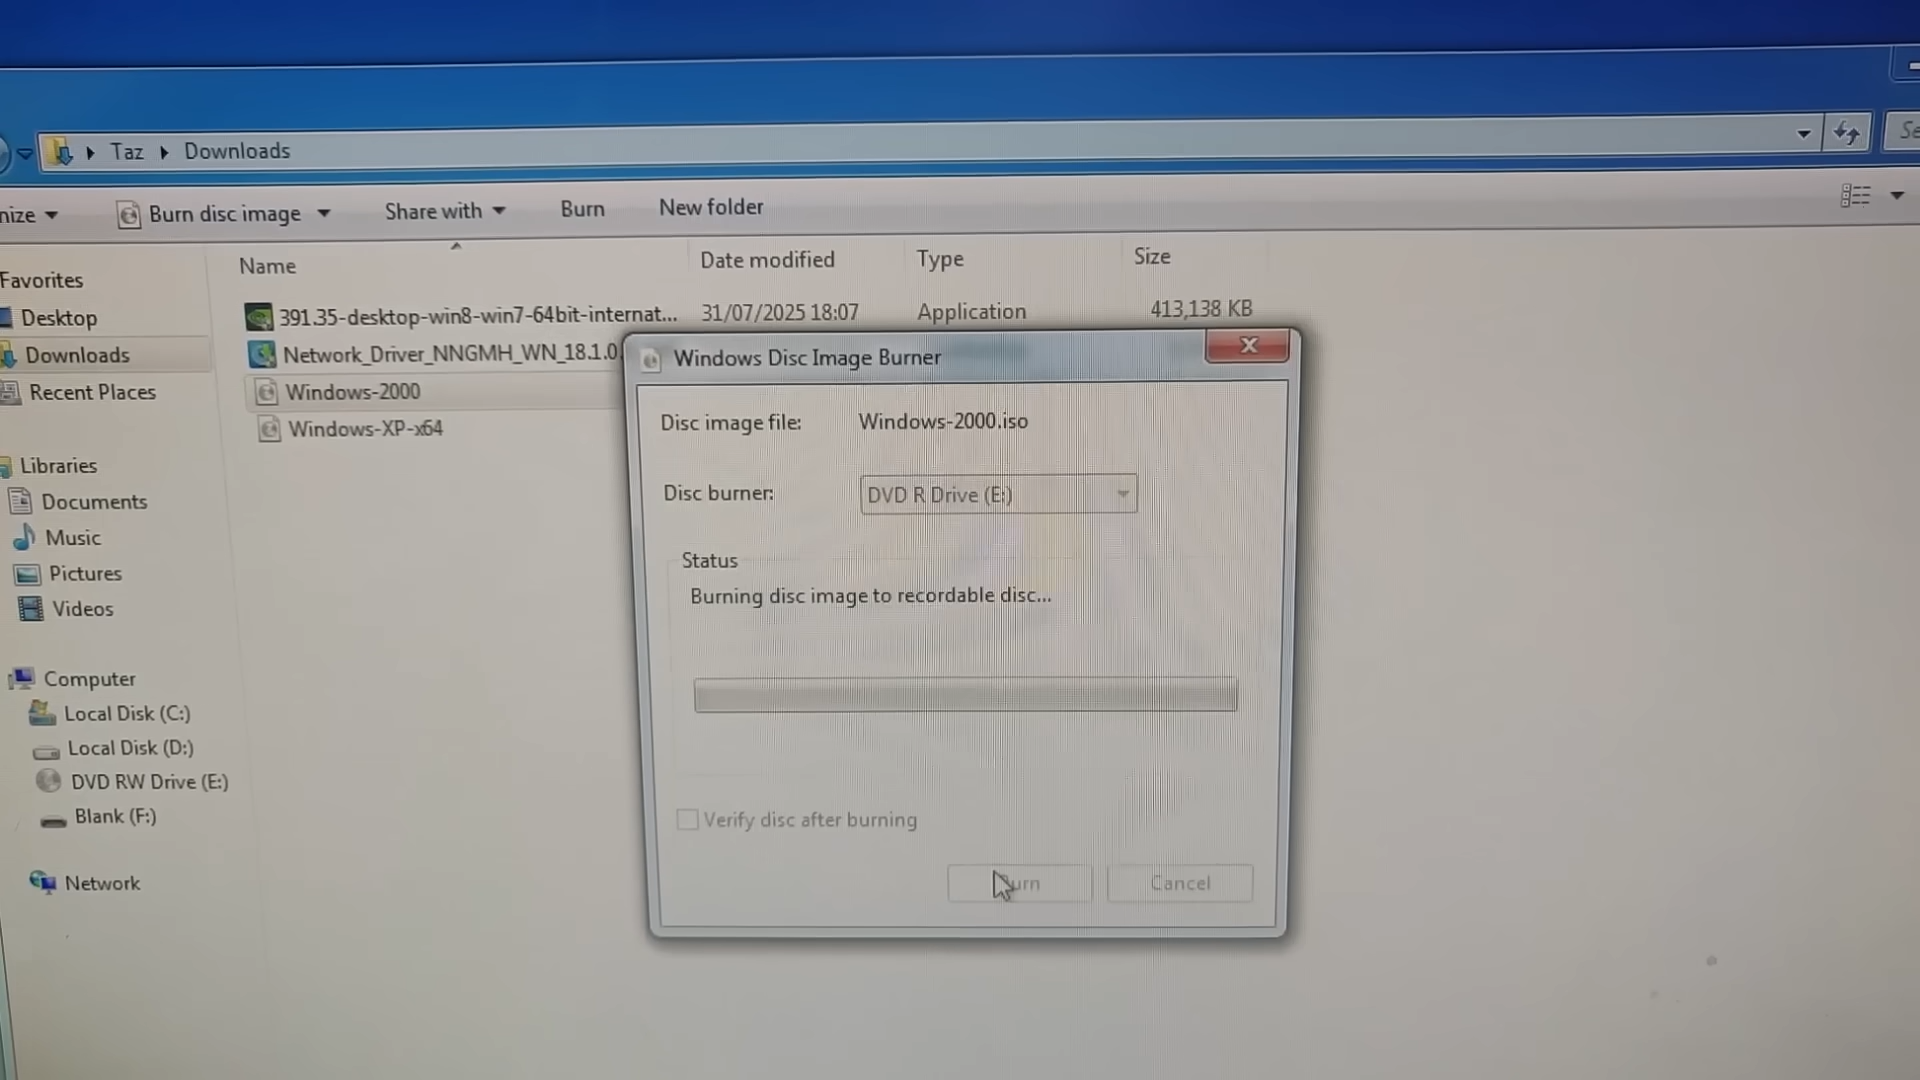 Taz Downloads
Burn disc image Share with Burn New folder
Name Date modified Type Size
391.35-desktop-win8-win7-64bit-internat... 31/07/2025 18:07 Application 413,138 KB
Network_Driver_NNGMH_WN_18.1.0
Windows-2000
Windows-XP-x64
Favorites
Desktop
Downloads
Recent Places
Libraries
Documents
Music
Pictures
Videos
Computer
Local Disk (C:)
Local Disk (D:)
DVD RW Drive (E:)
Blank (F:)
Network
Windows Disc Image Burner
Disc image file: Windows-2000.iso
Disc burner: DVD R Drive (E:)
Status
Burning disc image to recordable disc...
Verify disc after burning
Cancel